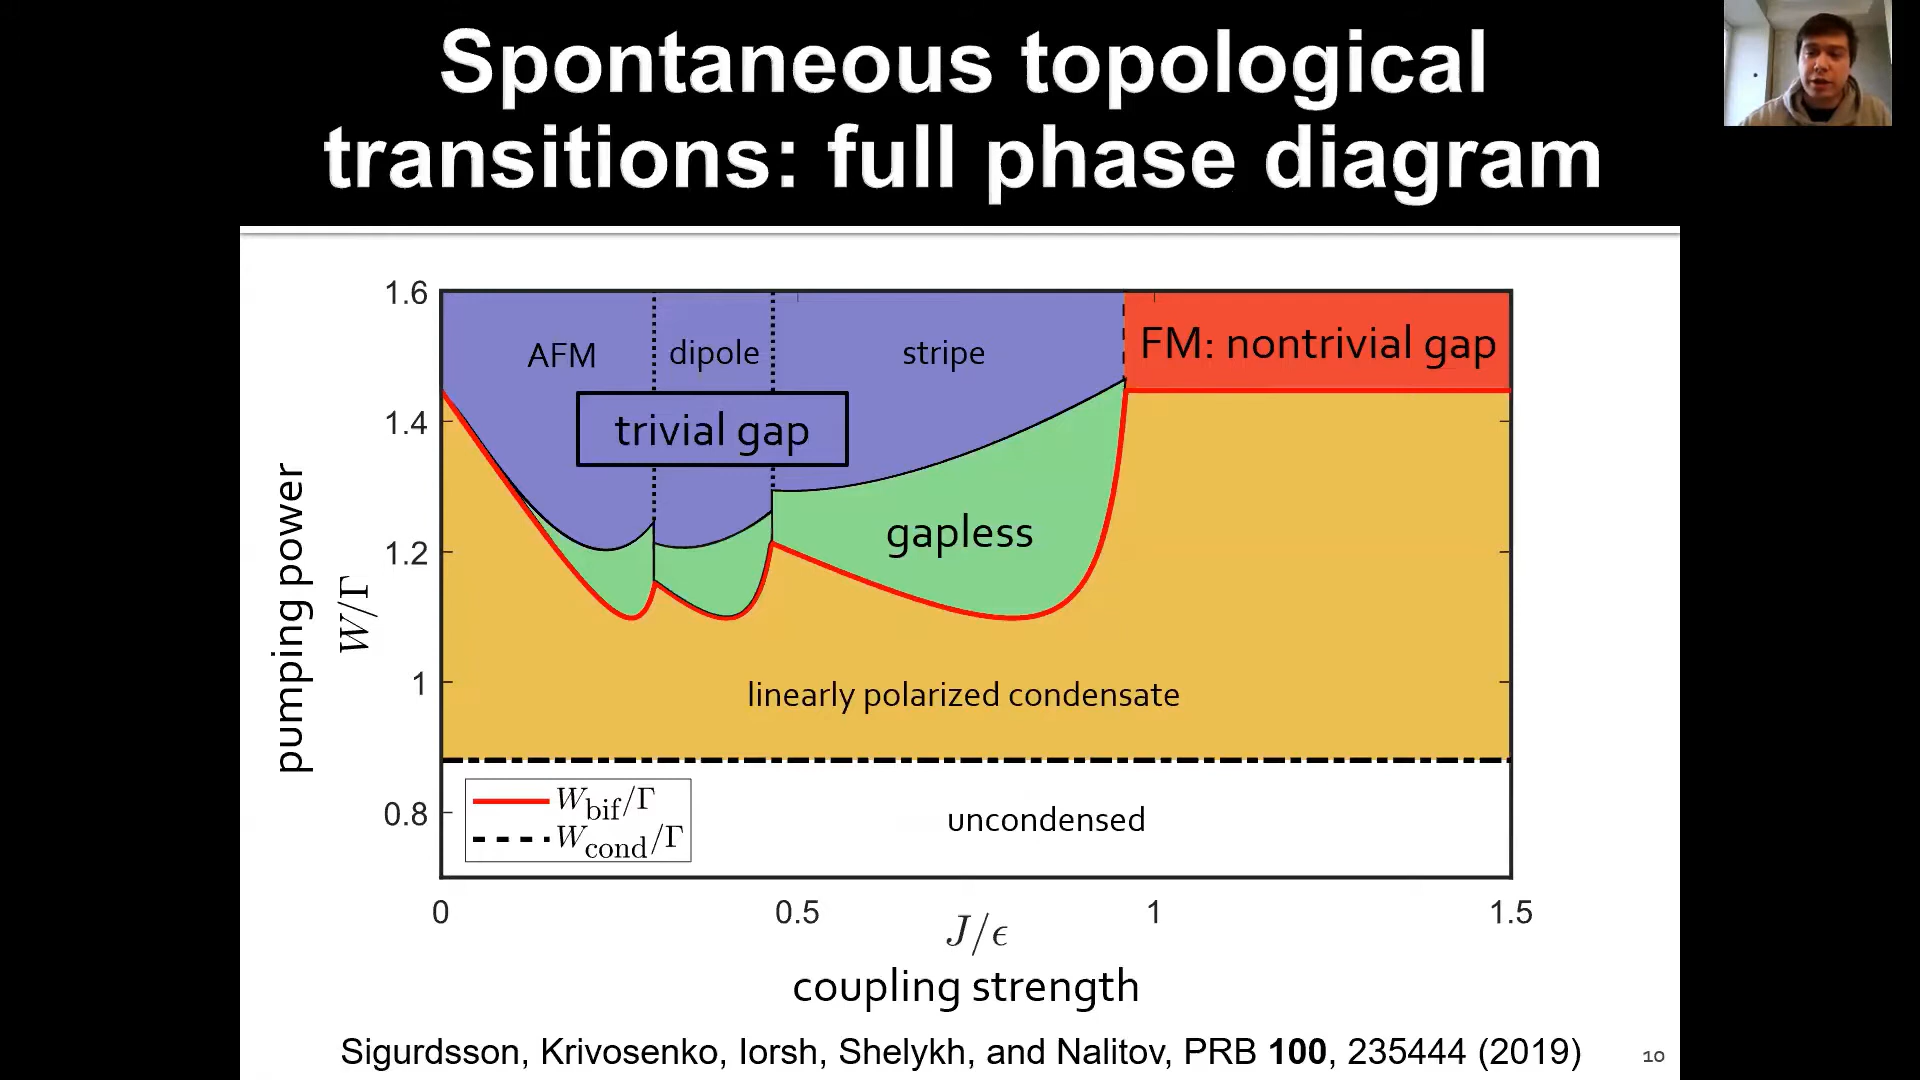 Spontaneous topological
transitions: full phase diagram
1.6
1.4
1.2
1
0.8
pumping power
W/Γ
AFM
dipole
stripe
FM: nontrivial gap
trivial gap
gapless
linearly polarized condensate
uncondensed
W_bif/Γ
W_cond/Γ
0
0.5
1
1.5
J/ϵ
coupling strength
Sigurdsson, Krivosenko, Iorsh, Shelykh, and Nalitov, PRB 100, 235444 (2019)
10